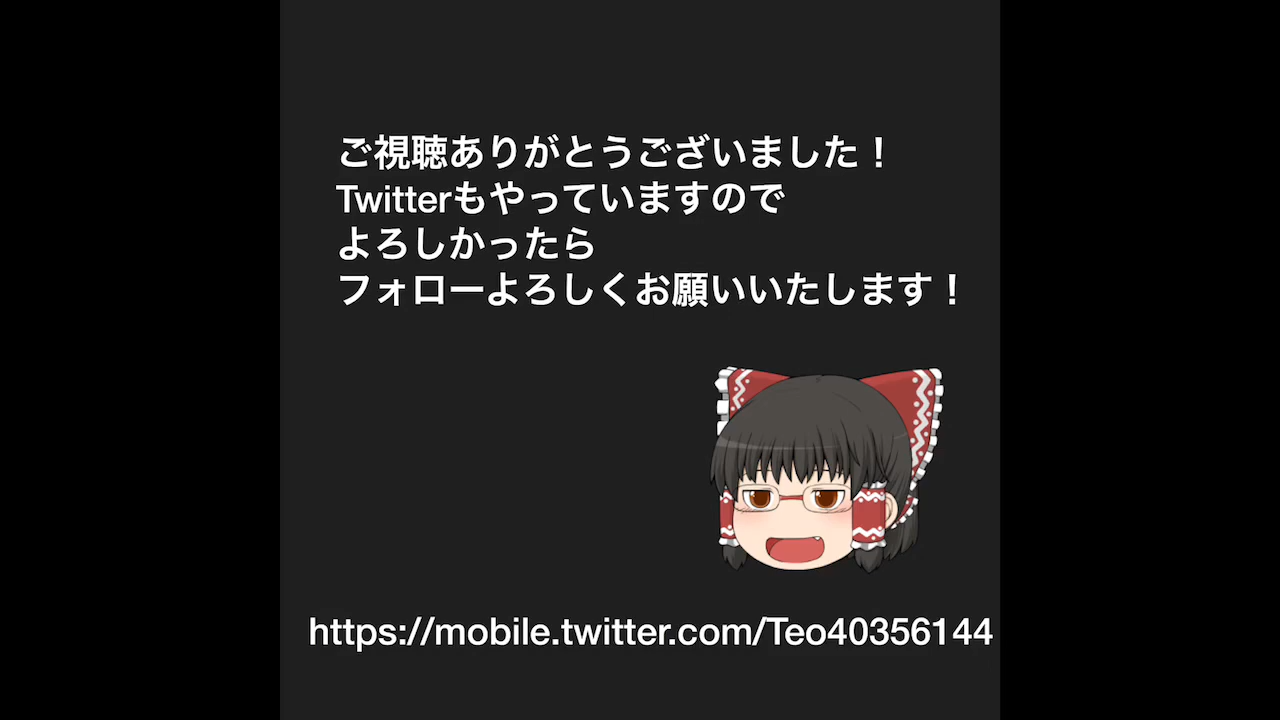 ご視聴ありがとうございました！
Twitterもやっていますので
よろしかったら
フォローよろしくお願いいたします！
https://mobile.twitter.com/Teo40356144